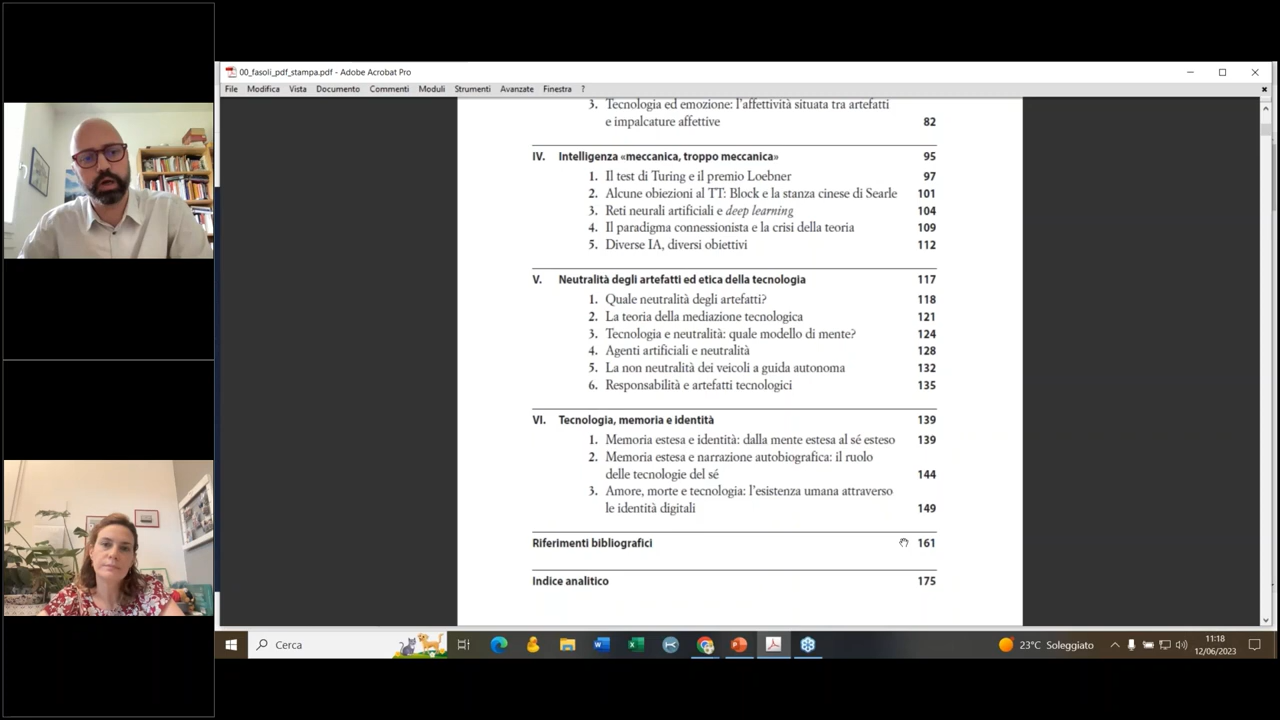 00_fasoli_pdf_stampa.pdf - Adobe Acrobat Pro
File Modifica Vista Documento Commenti Moduli Strumenti Avanzate Finestra ?
3. Tecnologia ed emozione: l'affettività situata tra artefatti
e impalcature affettive 82
IV. Intelligenza «meccanica, troppo meccanica» 95
1. Il test di Turing e il premio Loebner 97
2. Alcune obiezioni al TT: Block e la stanza cinese di Searle 101
3. Reti neurali artificiali e deep learning 104
4. Il paradigma connessionista e la crisi della teoria 109
5. Diverse IA, diversi obiettivi 112
V. Neutralità degli artefatti ed etica della tecnologia 117
1. Quale neutralità degli artefatti? 118
2. La teoria della mediazione tecnologica 121
3. Tecnologia e neutralità: quale modello di mente? 124
4. Agenti artificiali e neutralità 128
5. La non neutralità dei veicoli a guida autonoma 132
6. Responsabilità e artefatti tecnologici 135
VI. Tecnologia, memoria e identità 139
1. Memoria estesa e identità: dalla mente estesa al sé esteso 139
2. Memoria estesa e narrazione autobiografica: il ruolo
delle tecnologie del sé 144
3. Amore, morte e tecnologia: l'esistenza umana attraverso
le identità digitali 149
Riferimenti bibliografici 161
Indice analitico 175
Cerca
23°C Soleggiato
11:18
12/06/2023